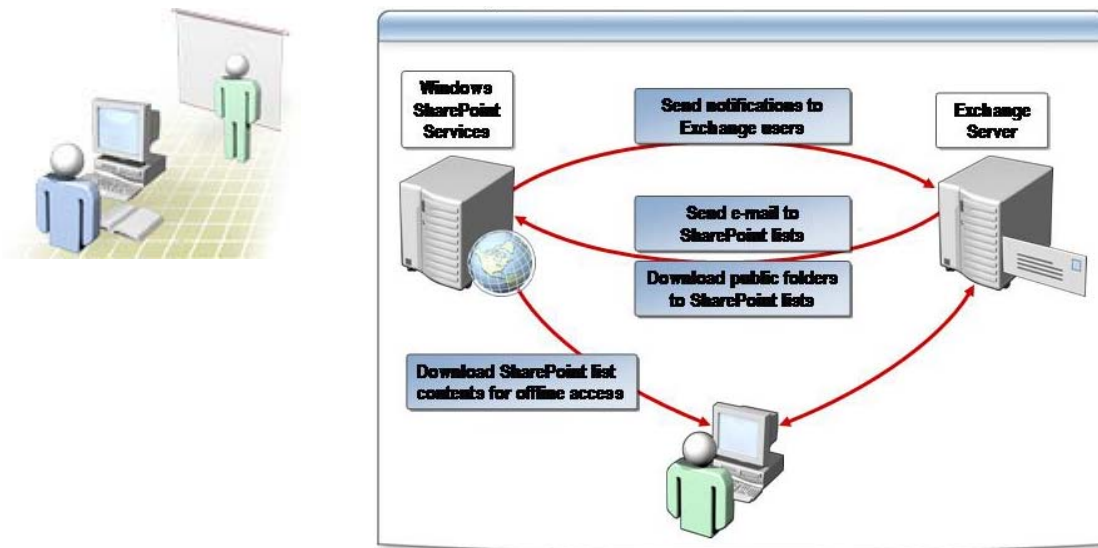 Windows
SharePoint
Services
Send notifications to
Exchange users
Exchange
Server
Send e-mail to
SharePoint lists
Download public folders
to SharePoint lists
Download SharePoint list
contents for offline access